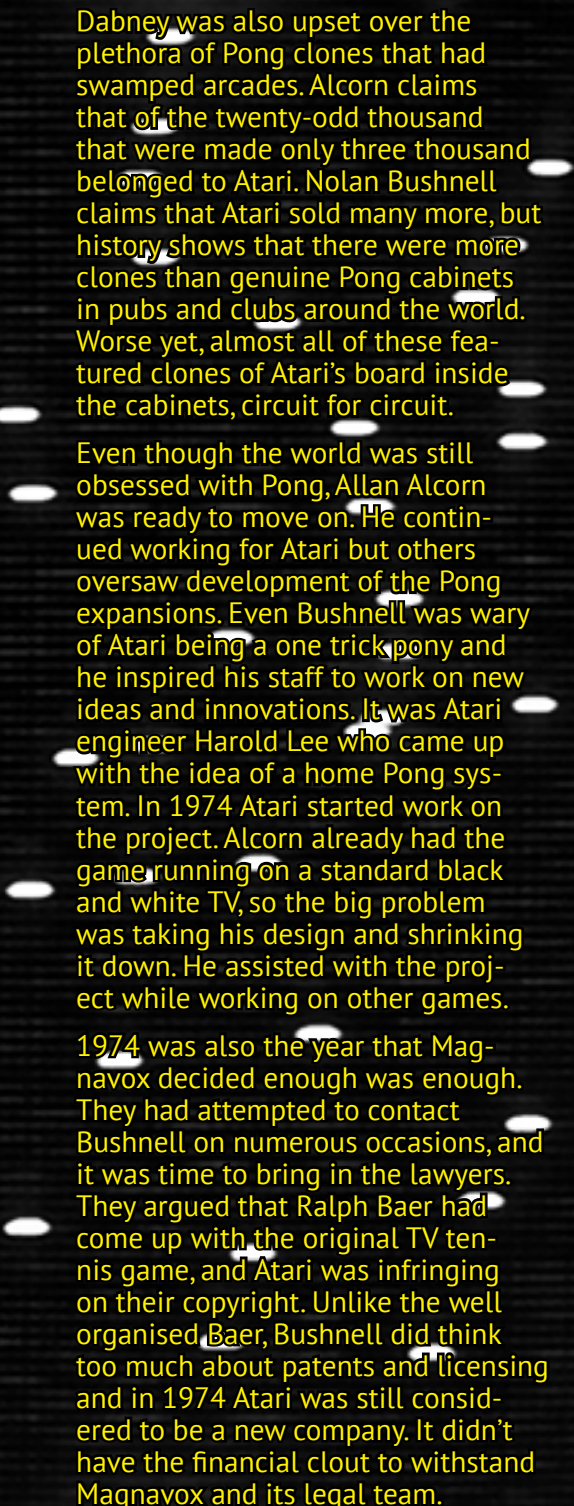 Dabney was also upset over the
plethora of Pong clones that had
swamped arcades. Alcorn claims
that of the twenty-odd thousand
that were made only three thousand
belonged to Atari. Nolan Bushnell
claims that Atari sold many more, but
history shows that there were more
clones than genuine Pong cabinets
in pubs and clubs around the world.
Worse yet, almost all of these fea-
tured clones of Atari’s board inside
the cabinets, circuit for circuit.
Even though the world was still
obsessed with Pong, Allan Alcorn
was ready to move on. He contin-
ued working for Atari but others
oversaw development of the Pong
expansions. Even Bushnell was wary
of Atari being a one trick pony and
he inspired his staff to work on new
ideas and innovations. It was Atari
engineer Harold Lee who came up
with the idea of a home Pong sys-
tem. In 1974 Atari started work on
the project. Alcorn already had the
game running on a standard black
and white TV, so the big problem
was taking his design and shrinking
it down. He assisted with the proj-
ect while working on other games.
1974 was also the year that Mag-
navox decided enough was enough.
They had attempted to contact
Bushnell on numerous occasions, and
it was time to bring in the lawyers.
They argued that Ralph Baer had
come up with the original TV ten-
nis game, and Atari was infringing
on their copyright. Unlike the well
organised Baer, Bushnell did think
too much about patents and licensing
and in 1974 Atari was still consid-
ered to be a new company. It didn’t
have the financial clout to withstand
Magnavox and its legal team.